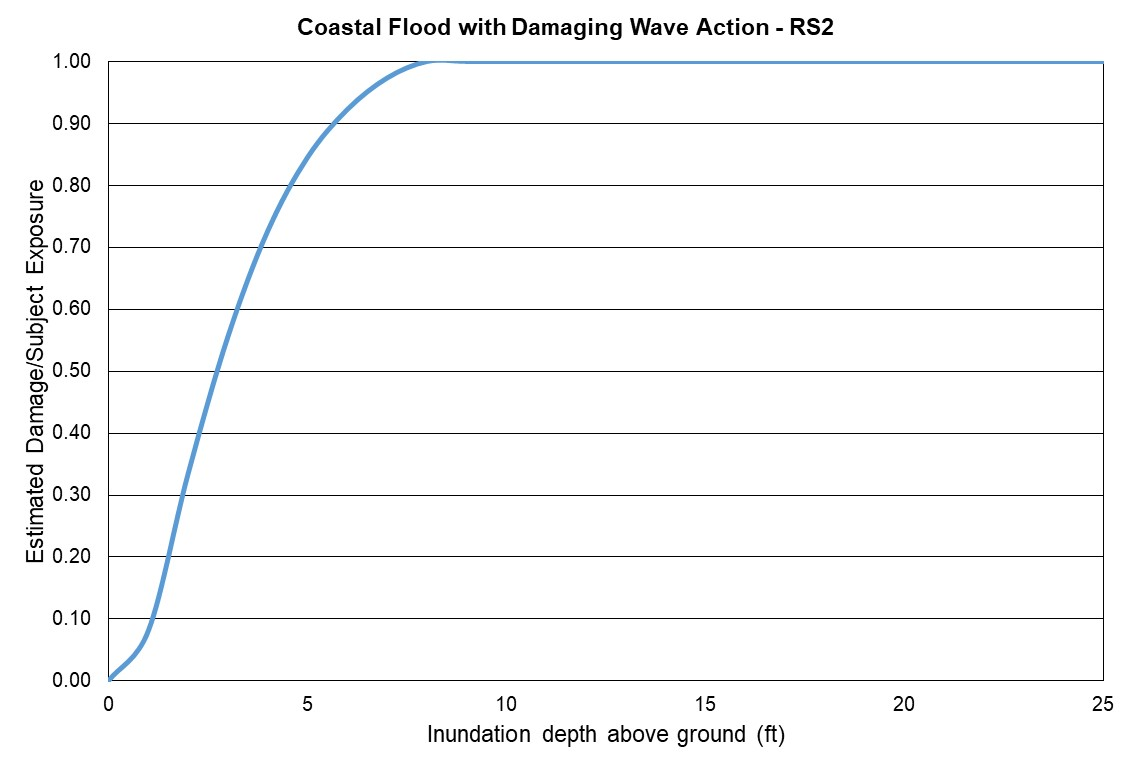 Coastal Flood with Damaging Wave Action - RS2
Estimated Damage/Subject Exposure
1.00
0.90
0.80
0.70
0.60
0.50
0.40
0.30
0.20
0.10
0.00
0 5 10 15 20 25
Inundation depth above ground (ft)